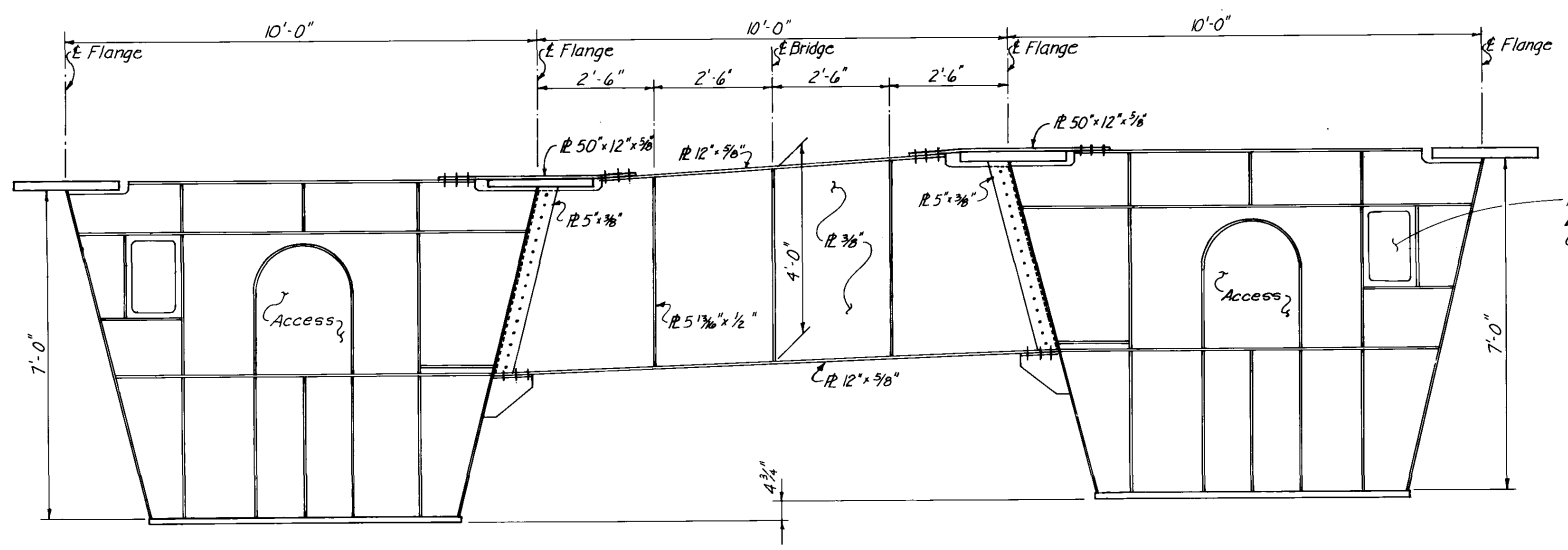 10'-0"
10'-0"
10'-0"
℄ Flange
℄ Flange
℄ Bridge
℄ Flange
℄ Flange
2'-6"
2'-6"
2'-6"
2'-6"
℄ 50" x 12" x 5/8"
℄ 12" x 5/8"
℄ 50" x 12" x 5/8"
℄ 5" x 3/8"
℄ 5" x 3/8"
℄ 3/8"
4'-0"
℄ 5 13/16" x 1/2"
Access
Access
7'-0"
7'-0"
℄ 12" x 5/8"
4 3/4"